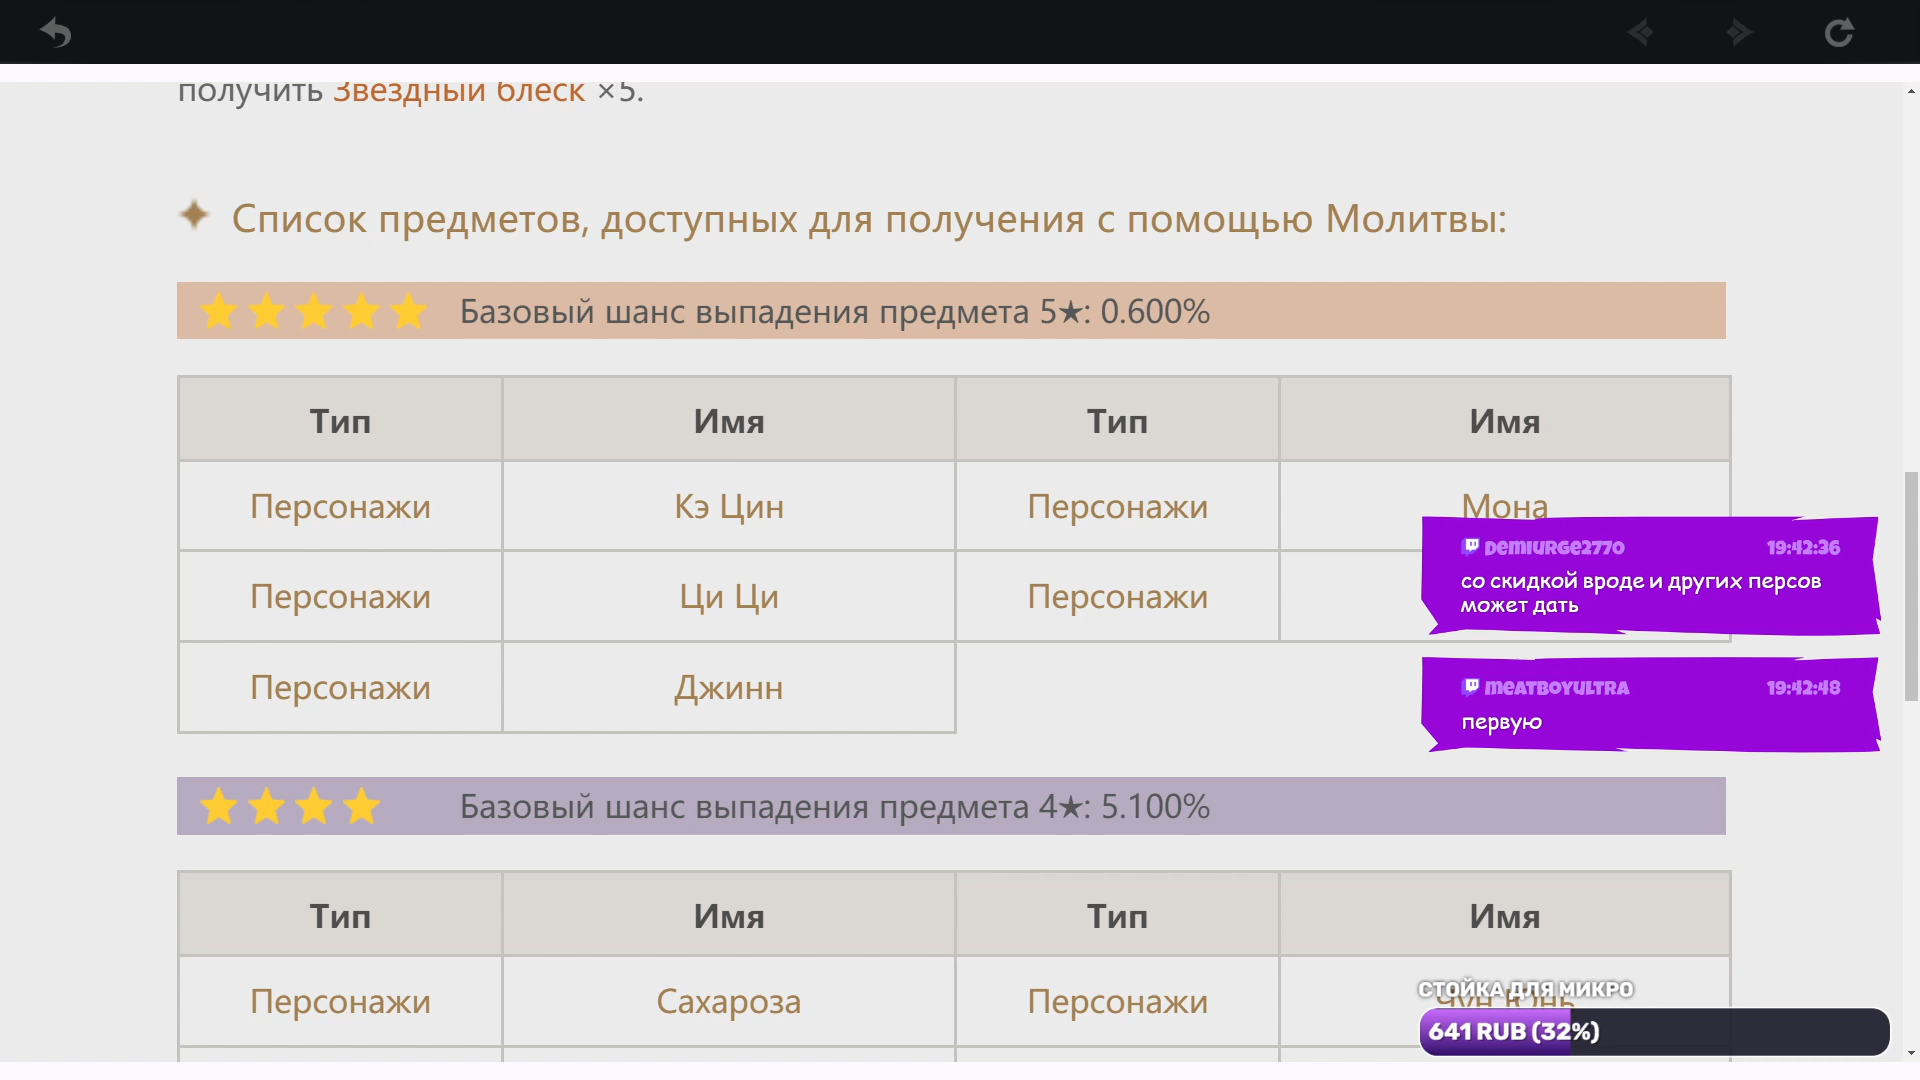 получить Звездный блеск ×5.
Список предметов, доступных для получения с помощью Молитвы:
Базовый шанс выпадения предмета 5★: 0.600%
Тип Имя Тип Имя
Персонажи Кэ Цин Персонажи Мона
Персонажи Ци Ци Персонажи
Персонажи Джинн
demiurge2770 19:42:36
со скидкой вроде и других персов
может дать
meatboyultra 19:42:48
первую
Базовый шанс выпадения предмета 4★: 5.100%
Тип Имя Тип Имя
Персонажи Сахароза Персонажи Чун Юнь
СТОЙКА ДЛЯ МИКРО
641 RUB (32%)